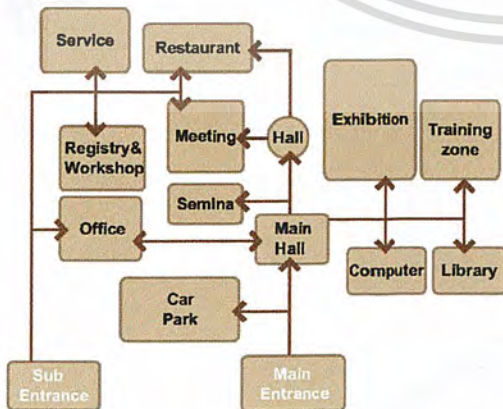 Service
Restaurant
Exhibition
Training
zone
Meeting
Hall
Registry&
Workshop
Semina
Office
Main
Hall
Computer
Library
Car
Park
Sub
Entrance
Main
Entrance